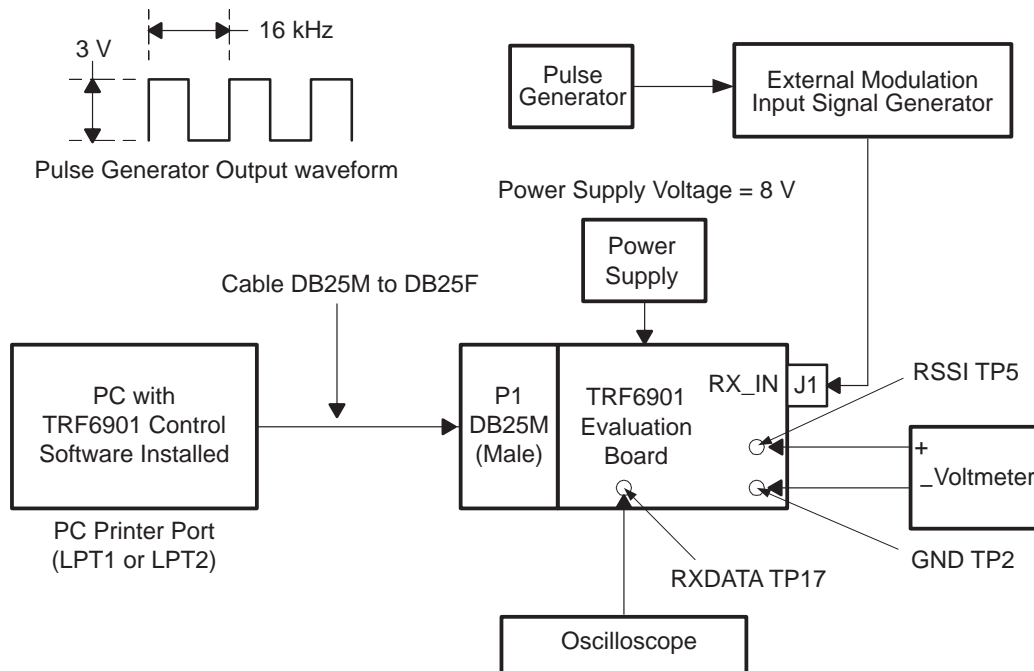 16 kHz
3 V
Pulse Generator Output waveform
Pulse
Generator
External Modulation
Input Signal Generator
Power Supply Voltage = 8 V
Power
Supply
Cable DB25M to DB25F
PC with
TRF6901 Control
Software Installed
PC Printer Port
(LPT1 or LPT2)
P1
DB25M
(Male)
TRF6901
Evaluation
Board
RX_IN
J1
RSSI TP5
+
_Voltmeter
GND TP2
RXDATA TP17
Oscilloscope